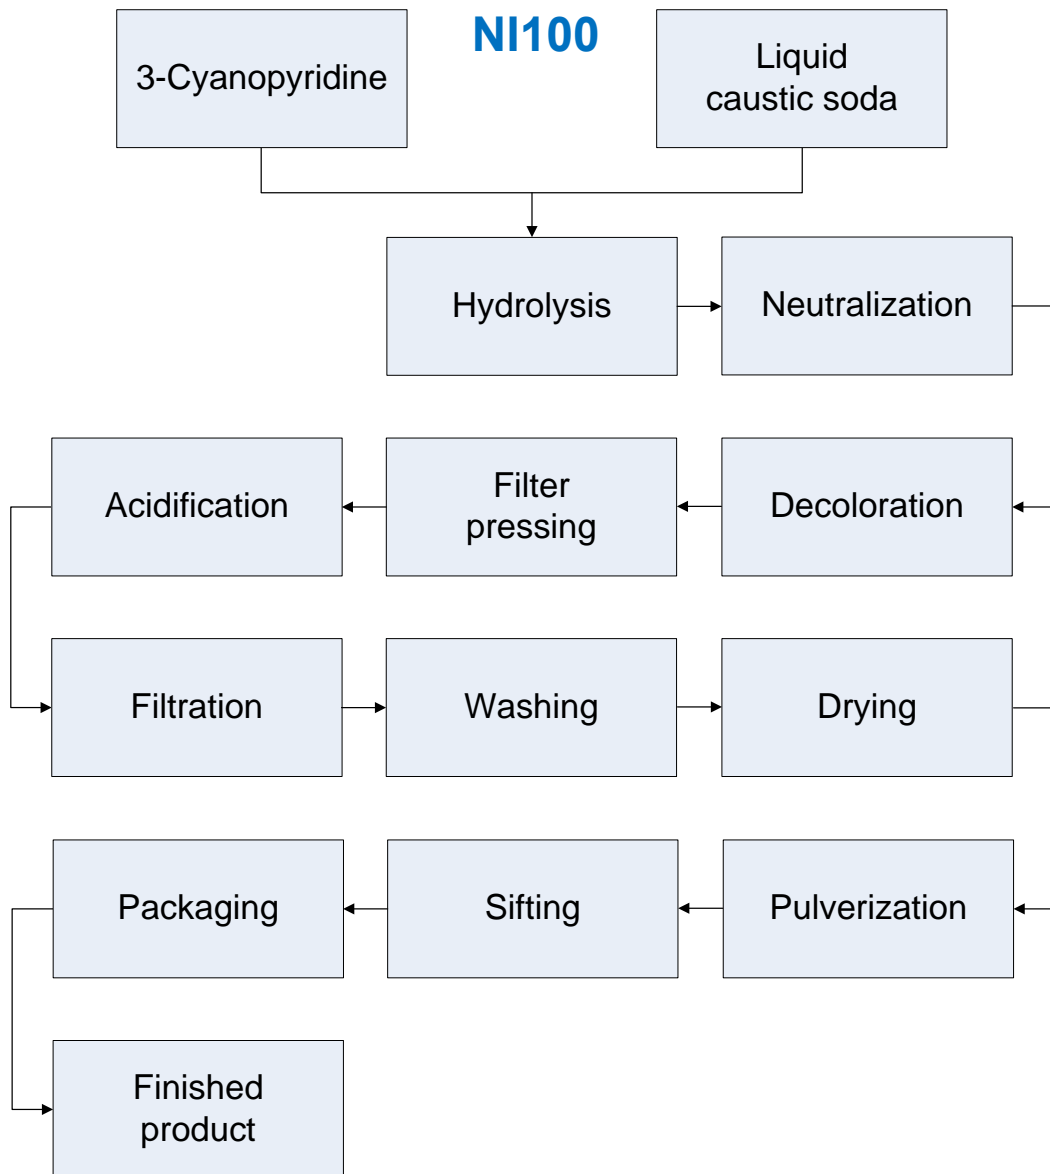 NI100
3-Cyanopyridine
Liquid
caustic soda
Hydrolysis
Neutralization
Decoloration
Filter
pressing
Acidification
Filtration
Washing
Drying
Pulverization
Sifting
Packaging
Finished
product